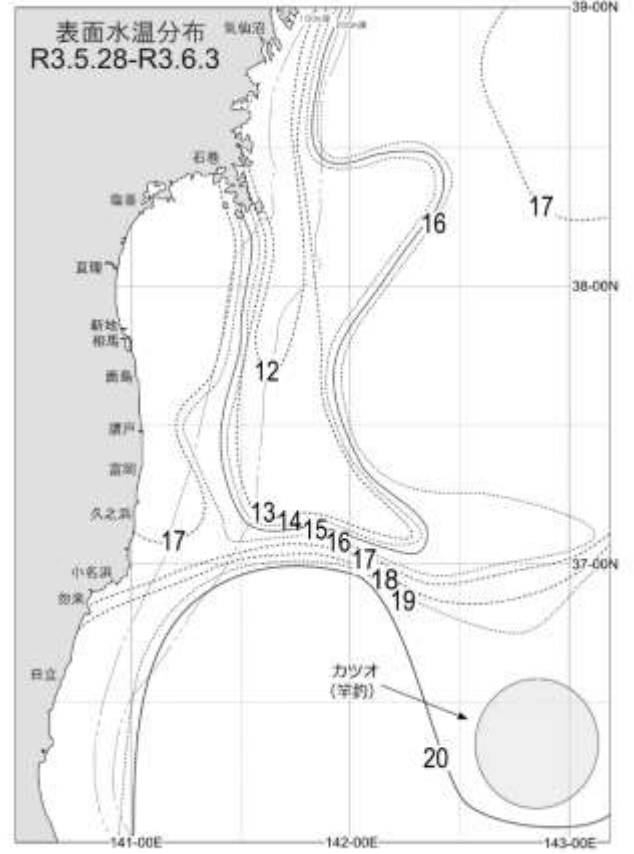 表面水温分布
R3.5.28-R3.6.3
39-00N
気仙沼
石巻
塩釜
17
16
亘理
38-00N
新地
相馬
鹿島
12
請戸
富岡
久之浜
13
14
15
16
17
17
18
19
37-00N
小名浜
勿来
日立
カツオ
(竿釣)
20
141-00E
142-00E
143-00E